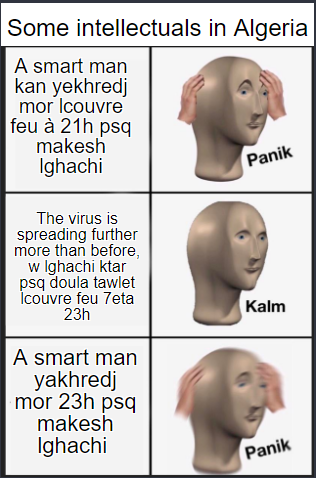 Some intellectuals in Algeria
A smart man
kan yekhredj
mor lcouvre
feu à 21h psq
makesh
lghachi
Panik
The virus is
spreading further
more than before,
w lghachi ktar
psq doula tawlet
lcouvre feu 7eta
23h
Kalm
A smart man
yakhredj
mor 23h psq
makesh
lghachi
Panik